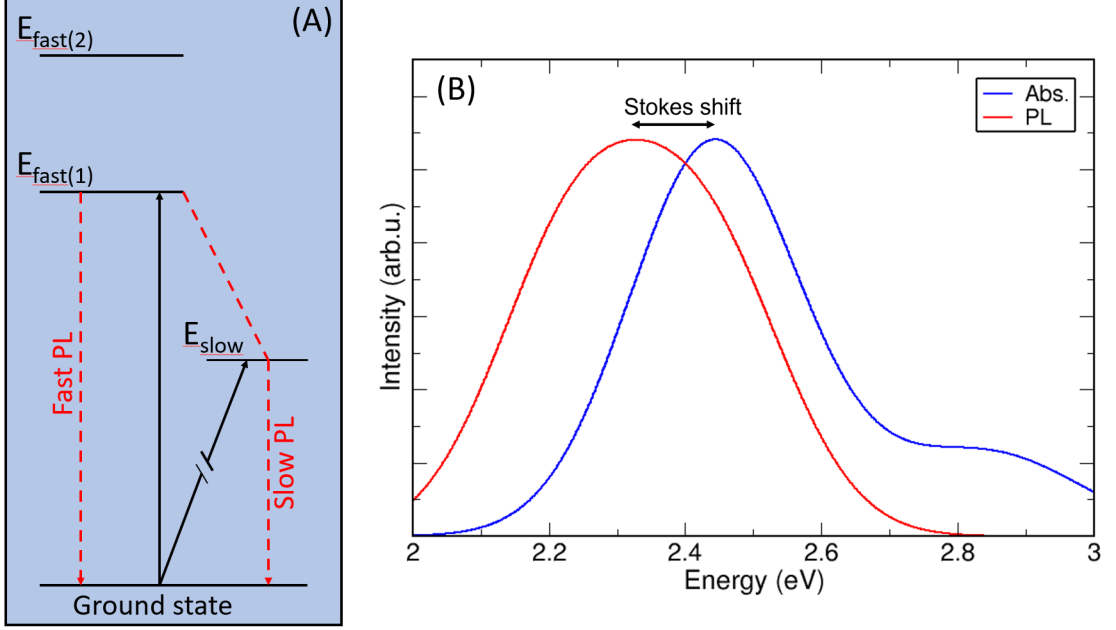 (A)
E_fast(2)
E_fast(1)
E_slow
Fast PL
Slow PL
Ground state
(B)
Stokes shift
Abs.
PL
Intensity (arb.u.)
2 2.2 2.4 2.6 2.8 3
Energy (eV)